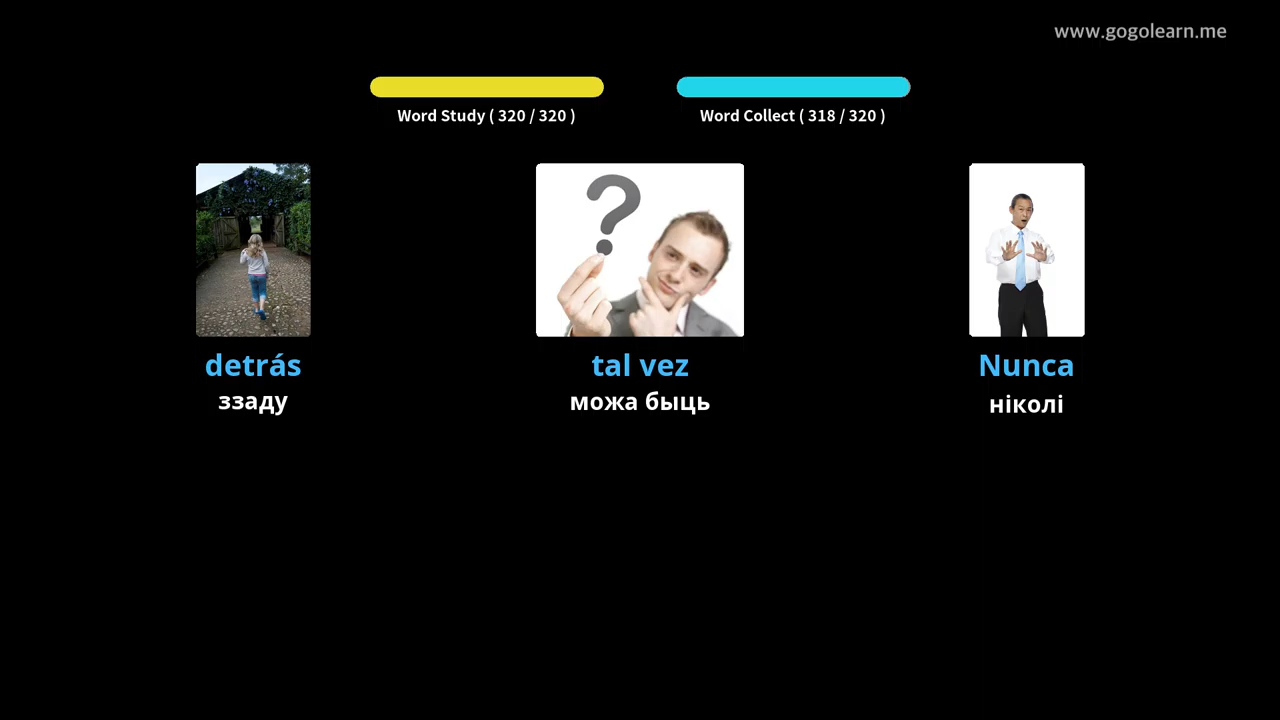 www.gogolearn.me
Word Study ( 320 / 320 )
Word Collect ( 318 / 320 )
detrás
tal vez
Nunca
ззаду
можа быць
ніколі